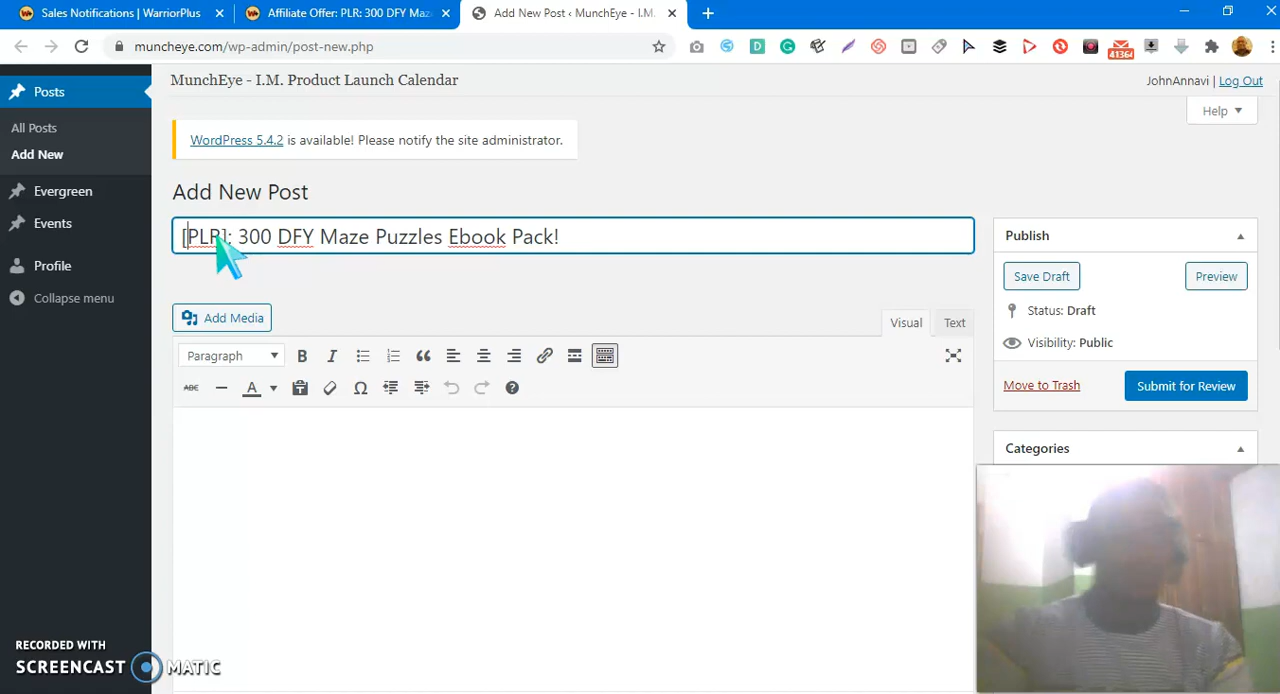 Sales Notifications | WarriorPlus
Affiliate Offer: PLR: 300 DFY Maze
Add New Post ‹ MunchEye - I.M.
muncheye.com/wp-admin/post-new.php
41364
Posts
MunchEye - I.M. Product Launch Calendar
JohnAnnavi | Log Out
Help
All Posts
Add New
Evergreen
Events
Profile
Collapse menu
WordPress 5.4.2 is available! Please notify the site administrator.
Add New Post
[PLR]: 300 DFY Maze Puzzles Ebook Pack!
Add Media
Visual
Text
Paragraph
B
I
ABC
A
Publish
Save Draft
Preview
Status: Draft
Visibility: Public
Move to Trash
Submit for Review
Categories
RECORDED WITH
SCREENCAST MATIC